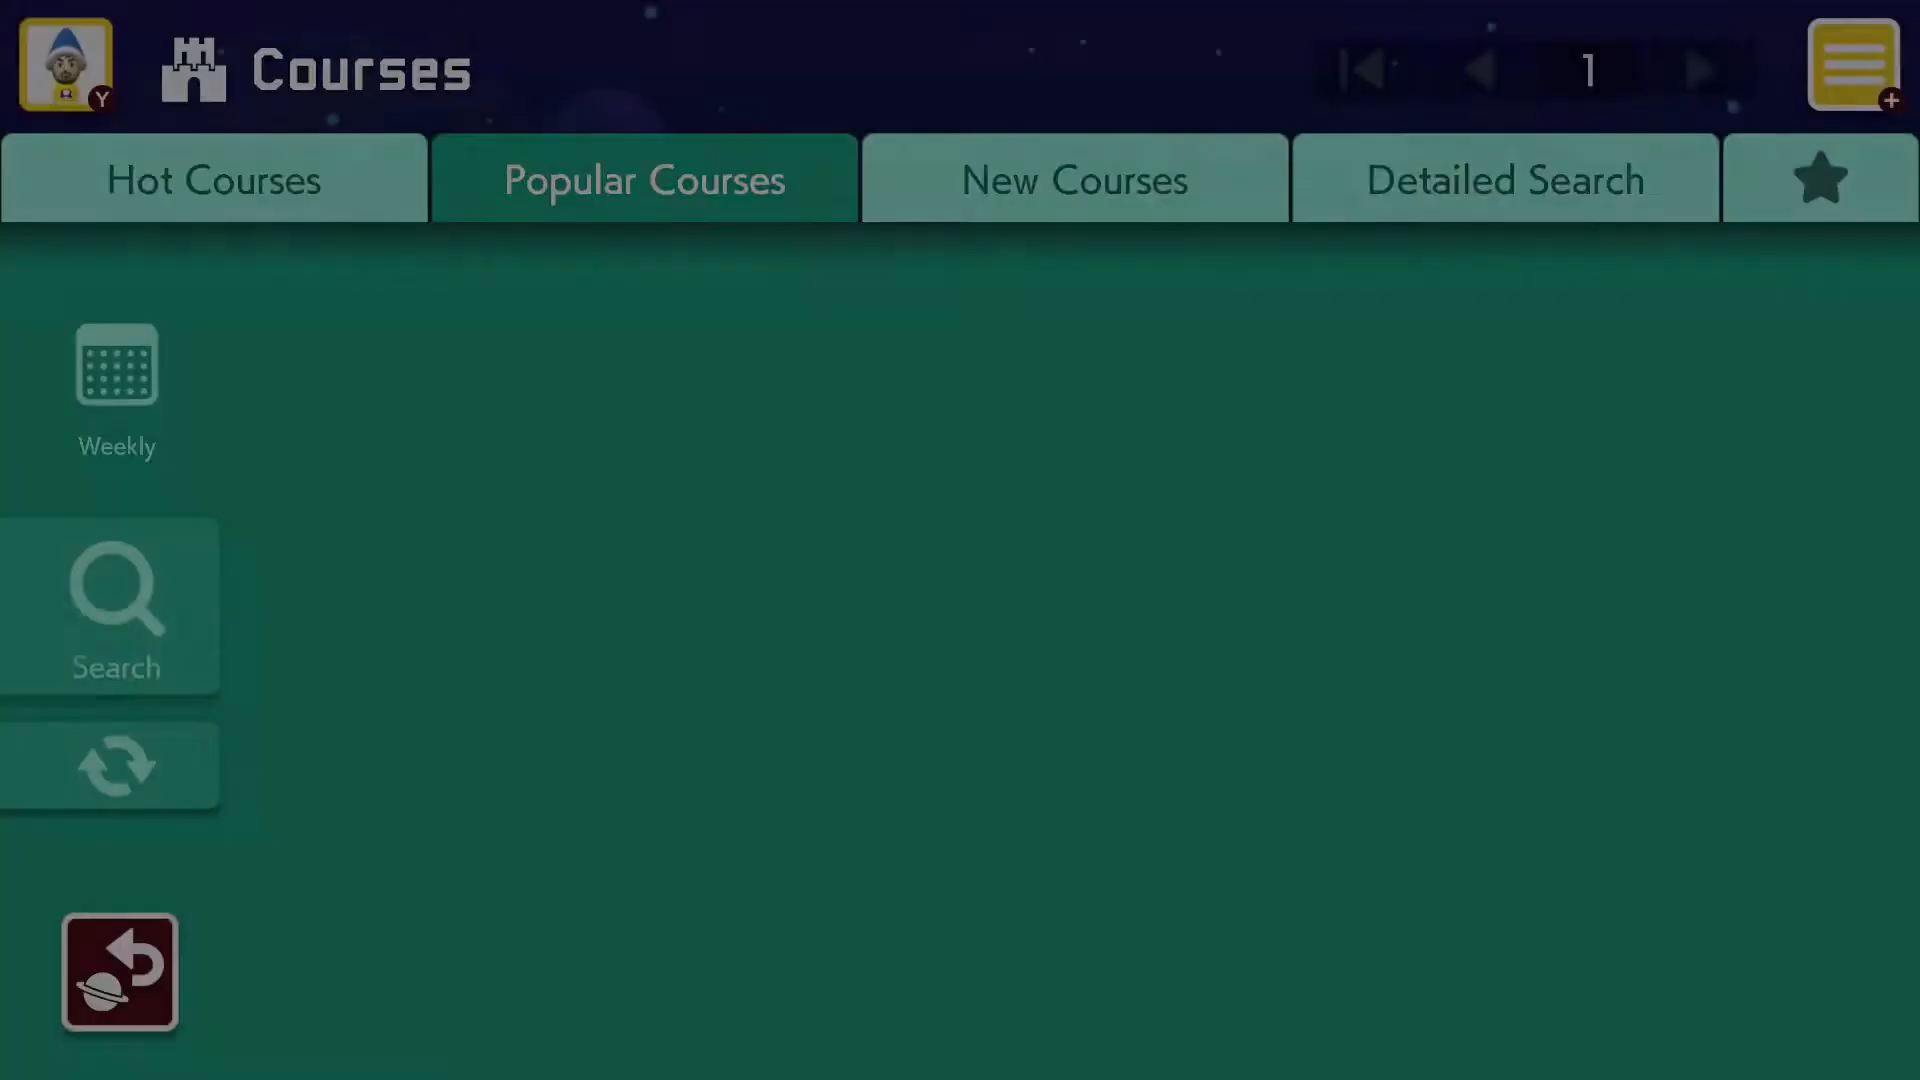 Y
Courses
1
+
Hot Courses
Popular Courses
New Courses
Detailed Search
Weekly
Search